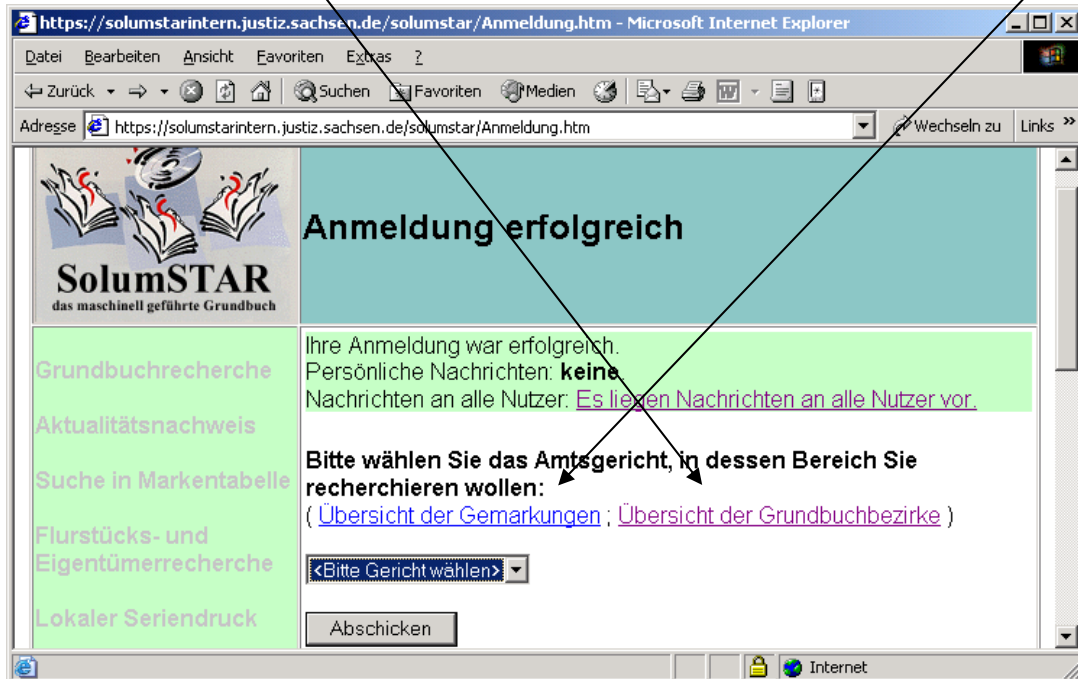 https://solumstarintern.justiz.sachsen.de/solumstar/Anmeldung.htm - Microsoft Internet Explorer
Datei Bearbeiten Ansicht Favoriten Extras ?
Zurück Suchen Favoriten Medien
Adresse https://solumstarintern.justiz.sachsen.de/solumstar/Anmeldung.htm Wechseln zu Links »
SolumSTAR
das maschinell geführte Grundbuch
Anmeldung erfolgreich
Grundbuchrecherche
Aktualitätsnachweis
Suche in Markentabelle
Flurstücks- und
Eigentümerrecherche
Lokaler Seriendruck
Ihre Anmeldung war erfolgreich.
Persönliche Nachrichten: keine.
Nachrichten an alle Nutzer: Es liegen Nachrichten an alle Nutzer vor.
Bitte wählen Sie das Amtsgericht, in dessen Bereich Sie
recherchieren wollen:
( Übersicht der Gemarkungen ; Übersicht der Grundbuchbezirke )
<Bitte Gericht wählen>
Abschicken
Internet